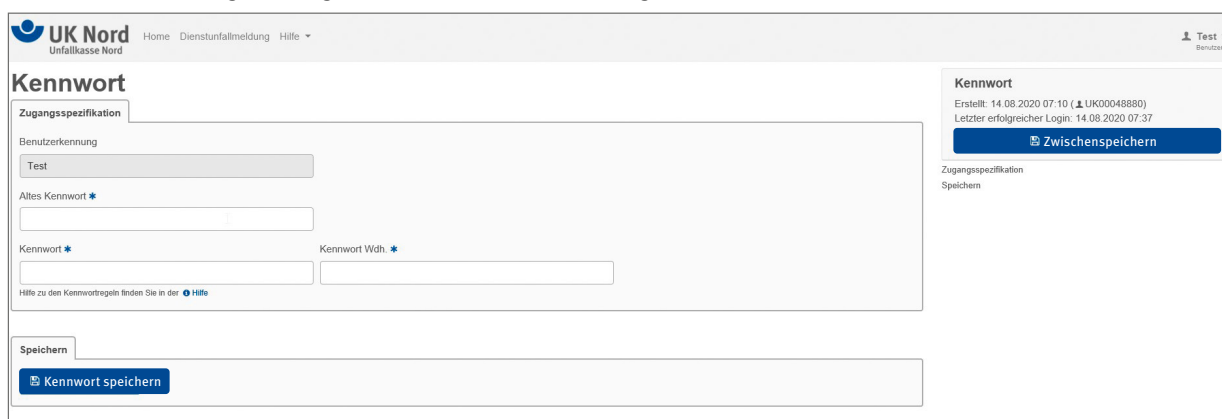 UK Nord
Unfallkasse Nord
Home Dienstunfallmeldung Hilfe
Test
Benutzer
Kennwort
Zugangsspezifikation
Benutzerkennung
Test
Altes Kennwort *
Kennwort * Kennwort Wdh. *
Hilfe zu den Kennwortregeln finden Sie in der Hilfe
Speichern
Kennwort speichern
Kennwort
Erstellt: 14.08.2020 07:10 (UK00048880)
Letzter erfolgreicher Login: 14.08.2020 07:37
Zwischenspeichern
Zugangsspezifikation
Speichern